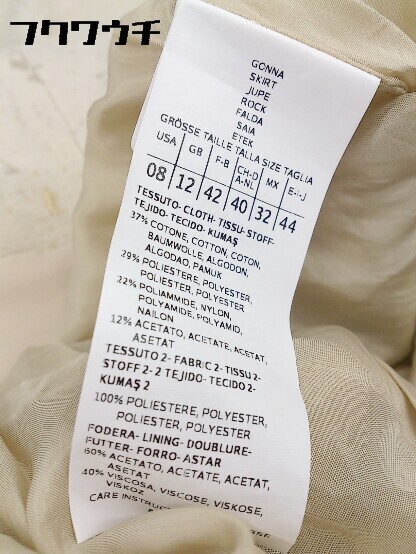 フクワウチ
GONNA
SKIRT
JUPE
ROCK
FALDA
SAIA
ETEK
GRÖSSE TAILLE TALLA SIZE TAGLIA
USA GB F-B CH-D A-NL MX E-I-J
08 12 42 40 32 44
TESSUTO- CLOTH- TISSU- STOFF-
TEJIDO- TECIDO- KUMAŞ
37% COTONE, COTTON, COTON,
BAUMWOLLE, ALGODON,
ALGODAO, PAMUK
29% POLIESTERE, POLYESTER,
POLIESTER, POLYESTER
22% POLIAMMIDE, NYLON,
POLYAMIDE, POLYAMID,
NAILON
12% ACETATO, ACETATE, ACETAT,
ASETAT
TESSUTO 2- FABRIC 2- TISSU 2-
STOFF 2- 2 TEJIDO- TECIDO 2-
KUMAŞ 2
100% POLIESTERE, POLYESTER,
POLIESTER, POLYESTER
FODERA- LINING- DOUBLURE-
FUTTER- FORRO- ASTAR
60% ACETATO, ACETATE, ACETAT,
ASETAT
40% VISCOSA, VISCOSE, VISKOSE,
VISKOZ
CARE